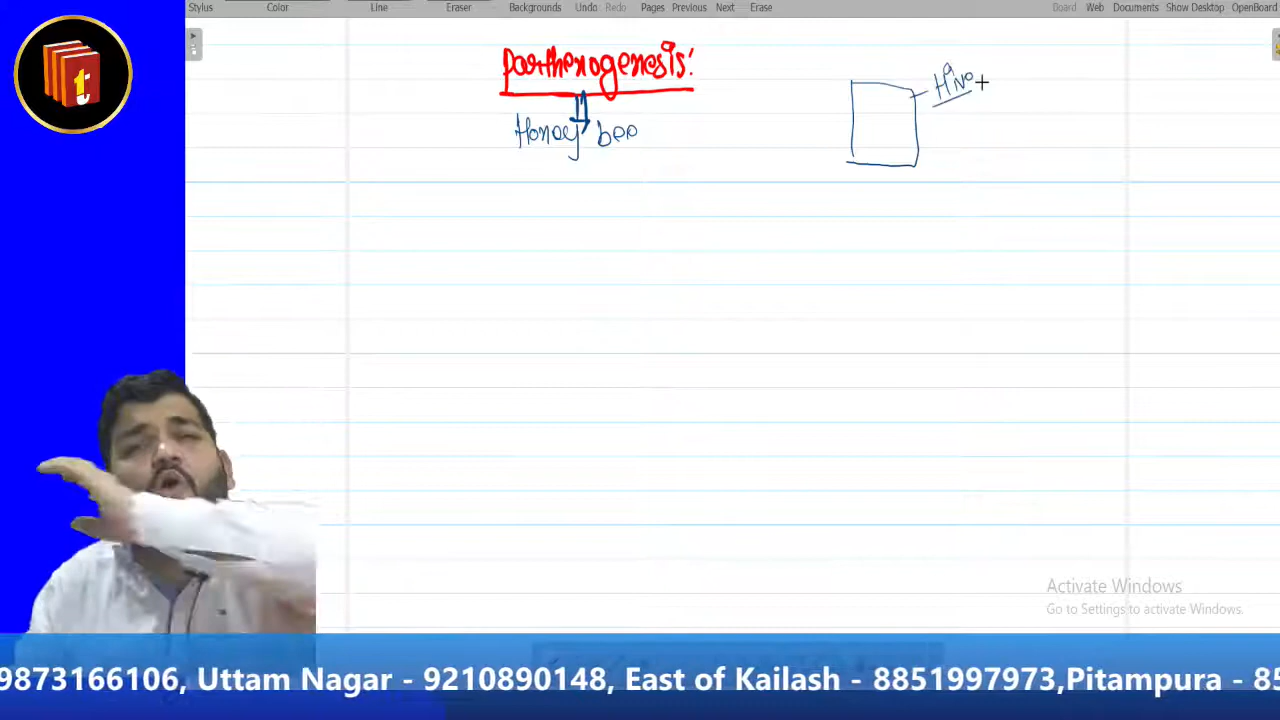 Stylus Color Line Eraser Backgrounds Undo Redo Pages Previous Next Erase Board Web Documents Show Desktop OpenBoard
t
parthenogenesis:
Honey bee
Activate Windows
Go to Settings to activate Windows.
9873166106, Uttam Nagar - 9210890148, East of Kailash - 8851997973,Pitampura - 85